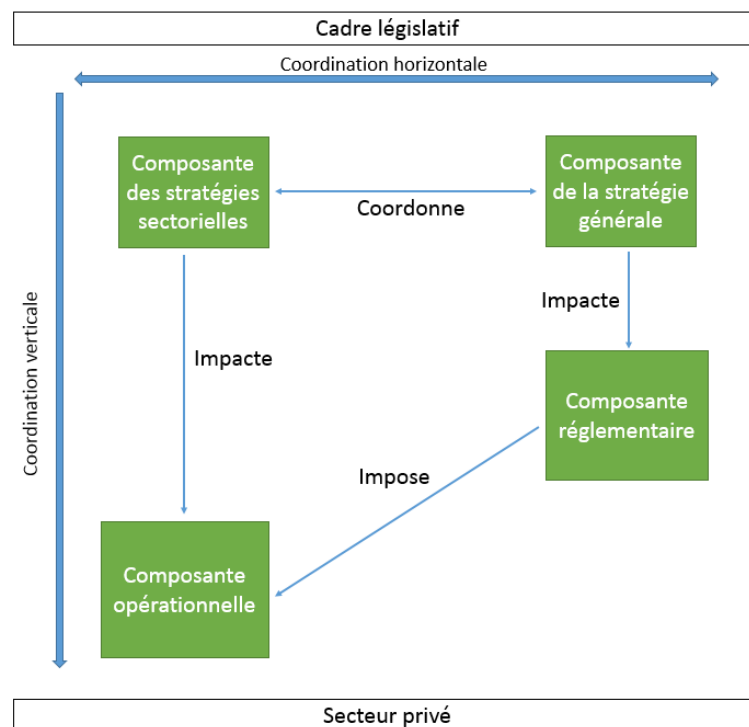 Cadre législatif
Coordination horizontale
Composante
des stratégies
sectorielles
Composante
de la stratégie
générale
Coordonne
Impacte
Impacte
Coordination verticale
Composante
réglementaire
Impose
Composante
opérationnelle
Secteur privé